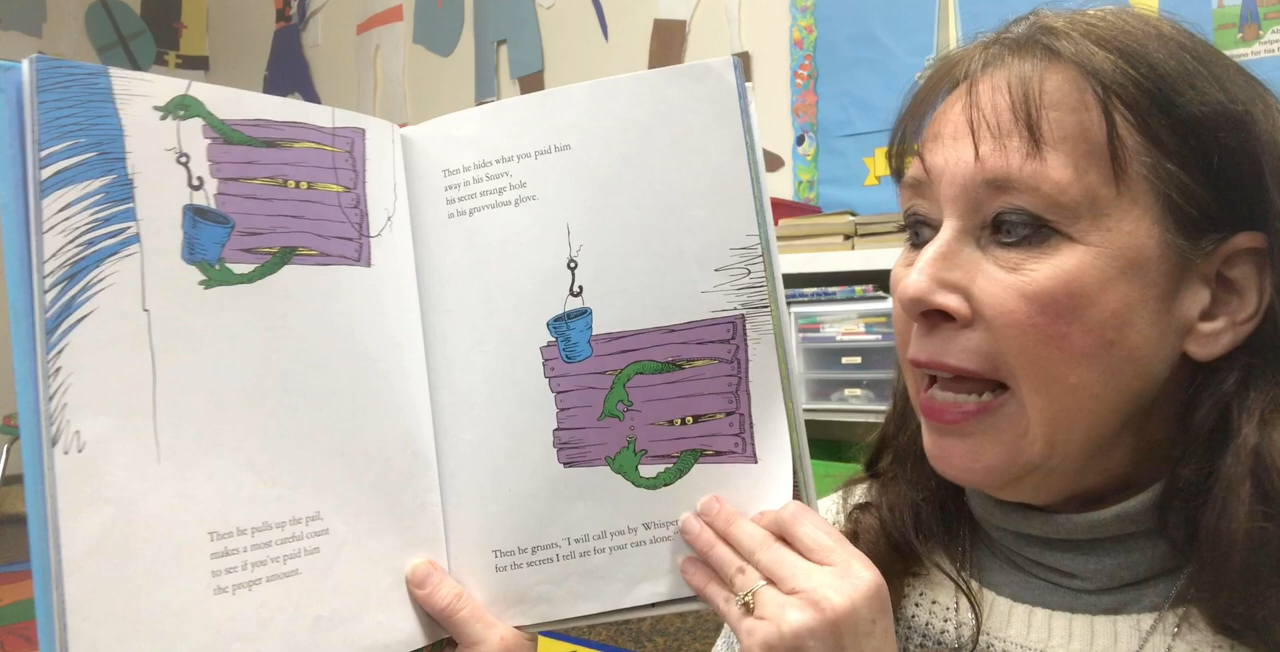 Then he pulls up the pail,
makes a most careful count
to see if you've paid him
the proper amount.
Then he hides what you paid him
away in his Snuvv,
his secret strange hole
in his gruvvulous glove.
Then he grunts, "I will call you by Whisper
for the secrets I tell are for your ears alone."